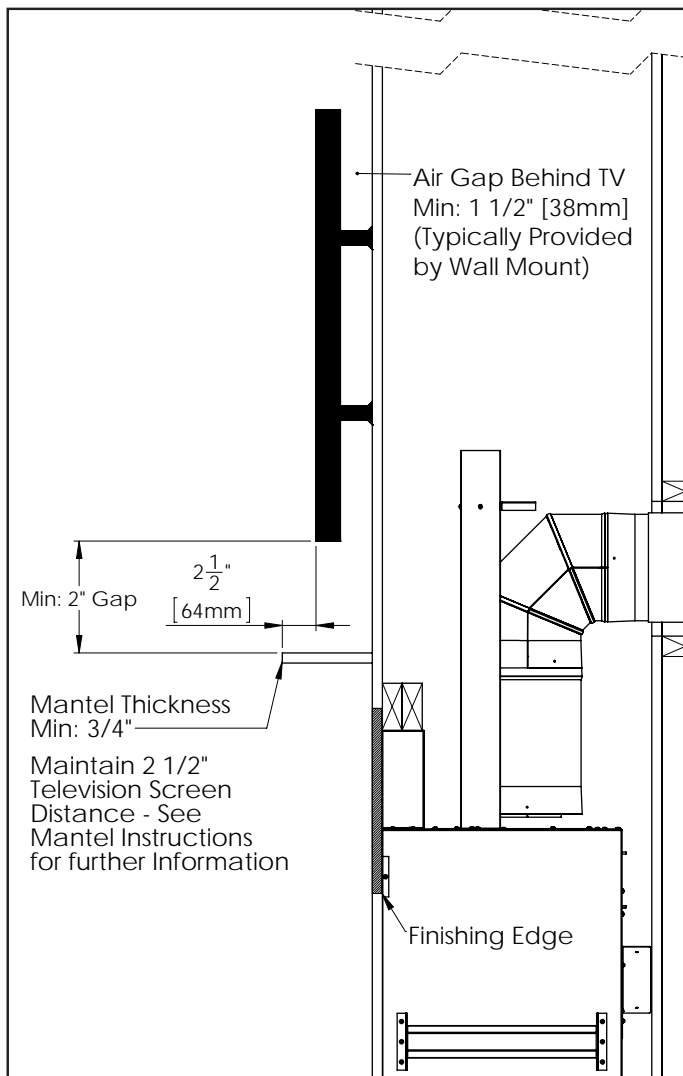 Air Gap Behind TV
Min: 1 1/2" [38mm]
(Typically Provided
by Wall Mount)
2 1/2"
[64mm]
Min: 2" Gap
Mantel Thickness
Min: 3/4"
Maintain 2 1/2"
Television Screen
Distance - See
Mantel Instructions
for further Information
Finishing Edge